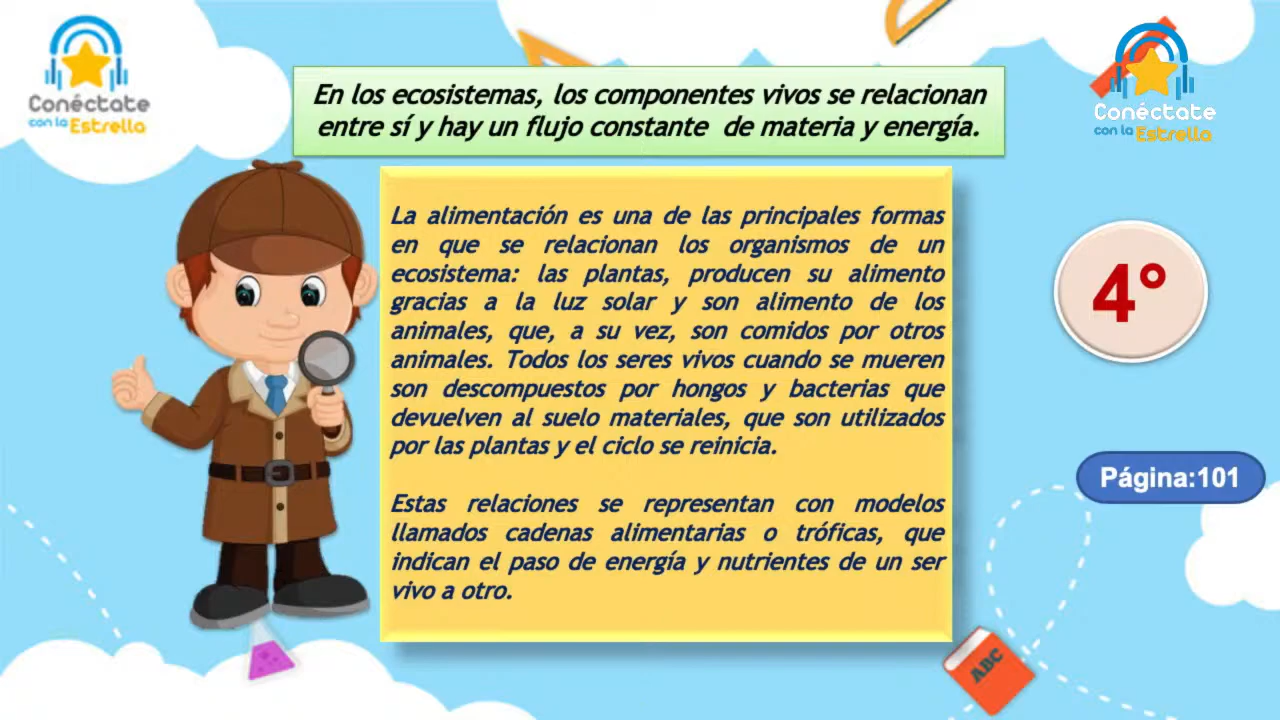 Conéctate
con la Estrella
En los ecosistemas, los componentes vivos se relacionan
entre sí y hay un flujo constante de materia y energía.
Conéctate
con la Estrella
La alimentación es una de las principales formas
en que se relacionan los organismos de un
ecosistema: las plantas, producen su alimento
gracias a la luz solar y son alimento de los
animales, que, a su vez, son comidos por otros
animales. Todos los seres vivos cuando se mueren
son descompuestos por hongos y bacterias que
devuelven al suelo materiales, que son utilizados
por las plantas y el ciclo se reinicia.
Estas relaciones se representan con modelos
llamados cadenas alimentarias o tróficas, que
indican el paso de energía y nutrientes de un ser
vivo a otro.
4°
Página:101
ABC